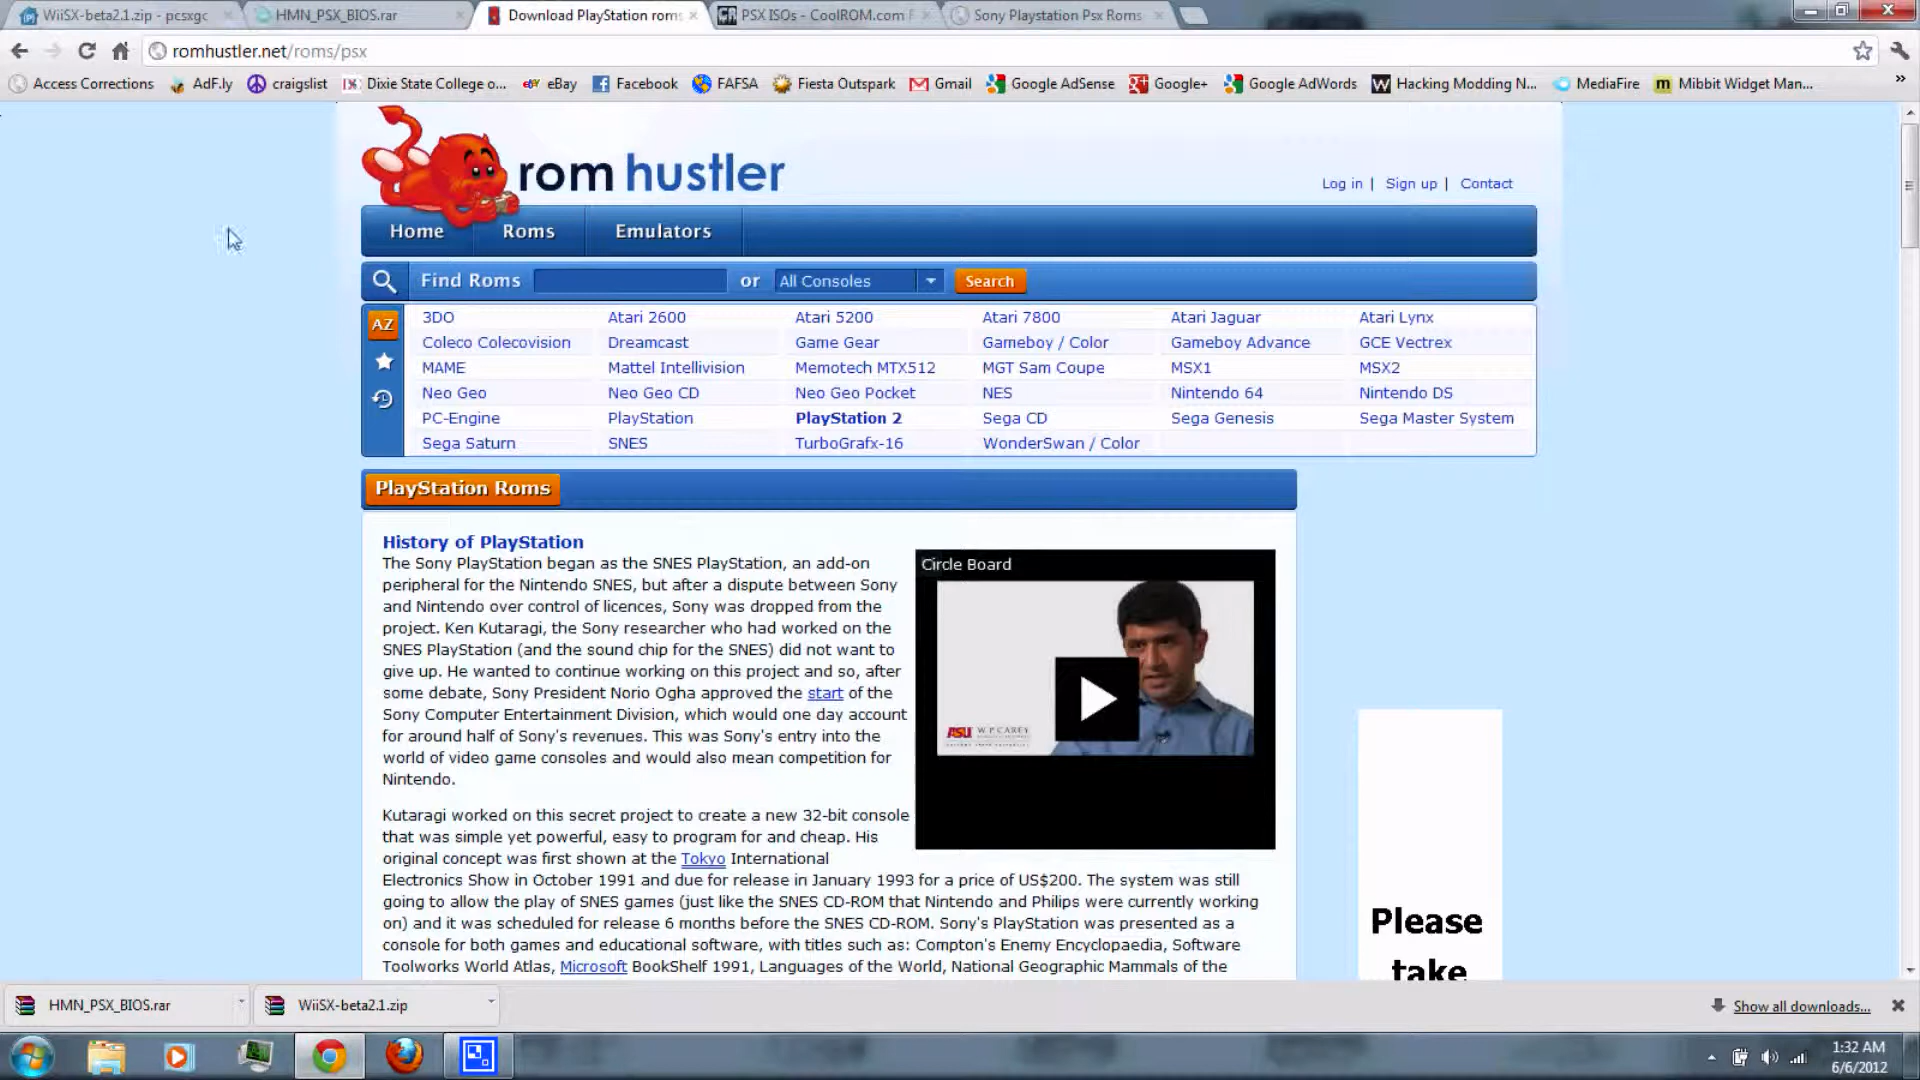 WiiSX-beta2.1.zip - pcsxgc
HMN_PSX_BIOS.rar
Download PlayStation roms
PSX ISOs - CoolROM.com F
Sony Playstation Psx Roms
romhustler.net/roms/psx
Access Corrections
AdF.ly
craigslist
Dixie State College o...
eBay
Facebook
FAFSA
Fiesta Outspark
Gmail
Google AdSense
Google+
Google AdWords
Hacking Modding N...
MediaFire
Mibbit Widget Man...
rom hustler
Log in | Sign up | Contact
Home Roms Emulators
Find Roms or All Consoles Search
AZ
3DO Atari 2600 Atari 5200 Atari 7800 Atari Jaguar Atari Lynx
Coleco Colecovision Dreamcast Game Gear Gameboy / Color Gameboy Advance GCE Vectrex
MAME Mattel Intellivision Memotech MTX512 MGT Sam Coupe MSX1 MSX2
Neo Geo Neo Geo CD Neo Geo Pocket NES Nintendo 64 Nintendo DS
PC-Engine PlayStation PlayStation 2 Sega CD Sega Genesis Sega Master System
Sega Saturn SNES TurboGrafx-16 WonderSwan / Color
PlayStation Roms
History of PlayStation
The Sony PlayStation began as the SNES PlayStation, an add-on
peripheral for the Nintendo SNES, but after a dispute between Sony
and Nintendo over control of licences, Sony was dropped from the
project. Ken Kutaragi, the Sony researcher who had worked on the
SNES PlayStation (and the sound chip for the SNES) did not want to
give up. He wanted to continue working on this project and so, after
some debate, Sony President Norio Ogha approved the start of the
Sony Computer Entertainment Division, which would one day account
for around half of Sony's revenues. This was Sony's entry into the
world of video game consoles and would also mean competition for
Nintendo.
Circle Board
ASU W. P. CAREY
Kutaragi worked on this secret project to create a new 32-bit console
that was simple yet powerful, easy to program for and cheap. His
original concept was first shown at the Tokyo International
Electronics Show in October 1991 and due for release in January 1993 for a price of US$200. The system was still
going to allow the play of SNES games (just like the SNES CD-ROM that Nintendo and Philips were currently working
on) and it was scheduled for release 6 months before the SNES CD-ROM. Sony's PlayStation was presented as a
console for both games and educational software, with titles such as: Compton's Enemy Encyclopaedia, Software
Toolworks World Atlas, Microsoft BookShelf 1991, Languages of the World, National Geographic Mammals of the
Please
take
HMN_PSX_BIOS.rar
WiiSX-beta2.1.zip
Show all downloads...
1:32 AM
6/6/2012